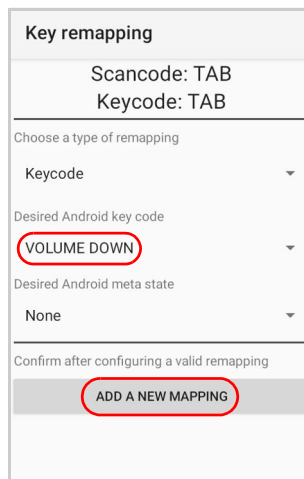 Key remapping
Scancode: TAB
Keycode: TAB
Choose a type of remapping
Keycode
Desired Android key code
VOLUME DOWN
Desired Android meta state
None
Confirm after configuring a valid remapping
ADD A NEW MAPPING